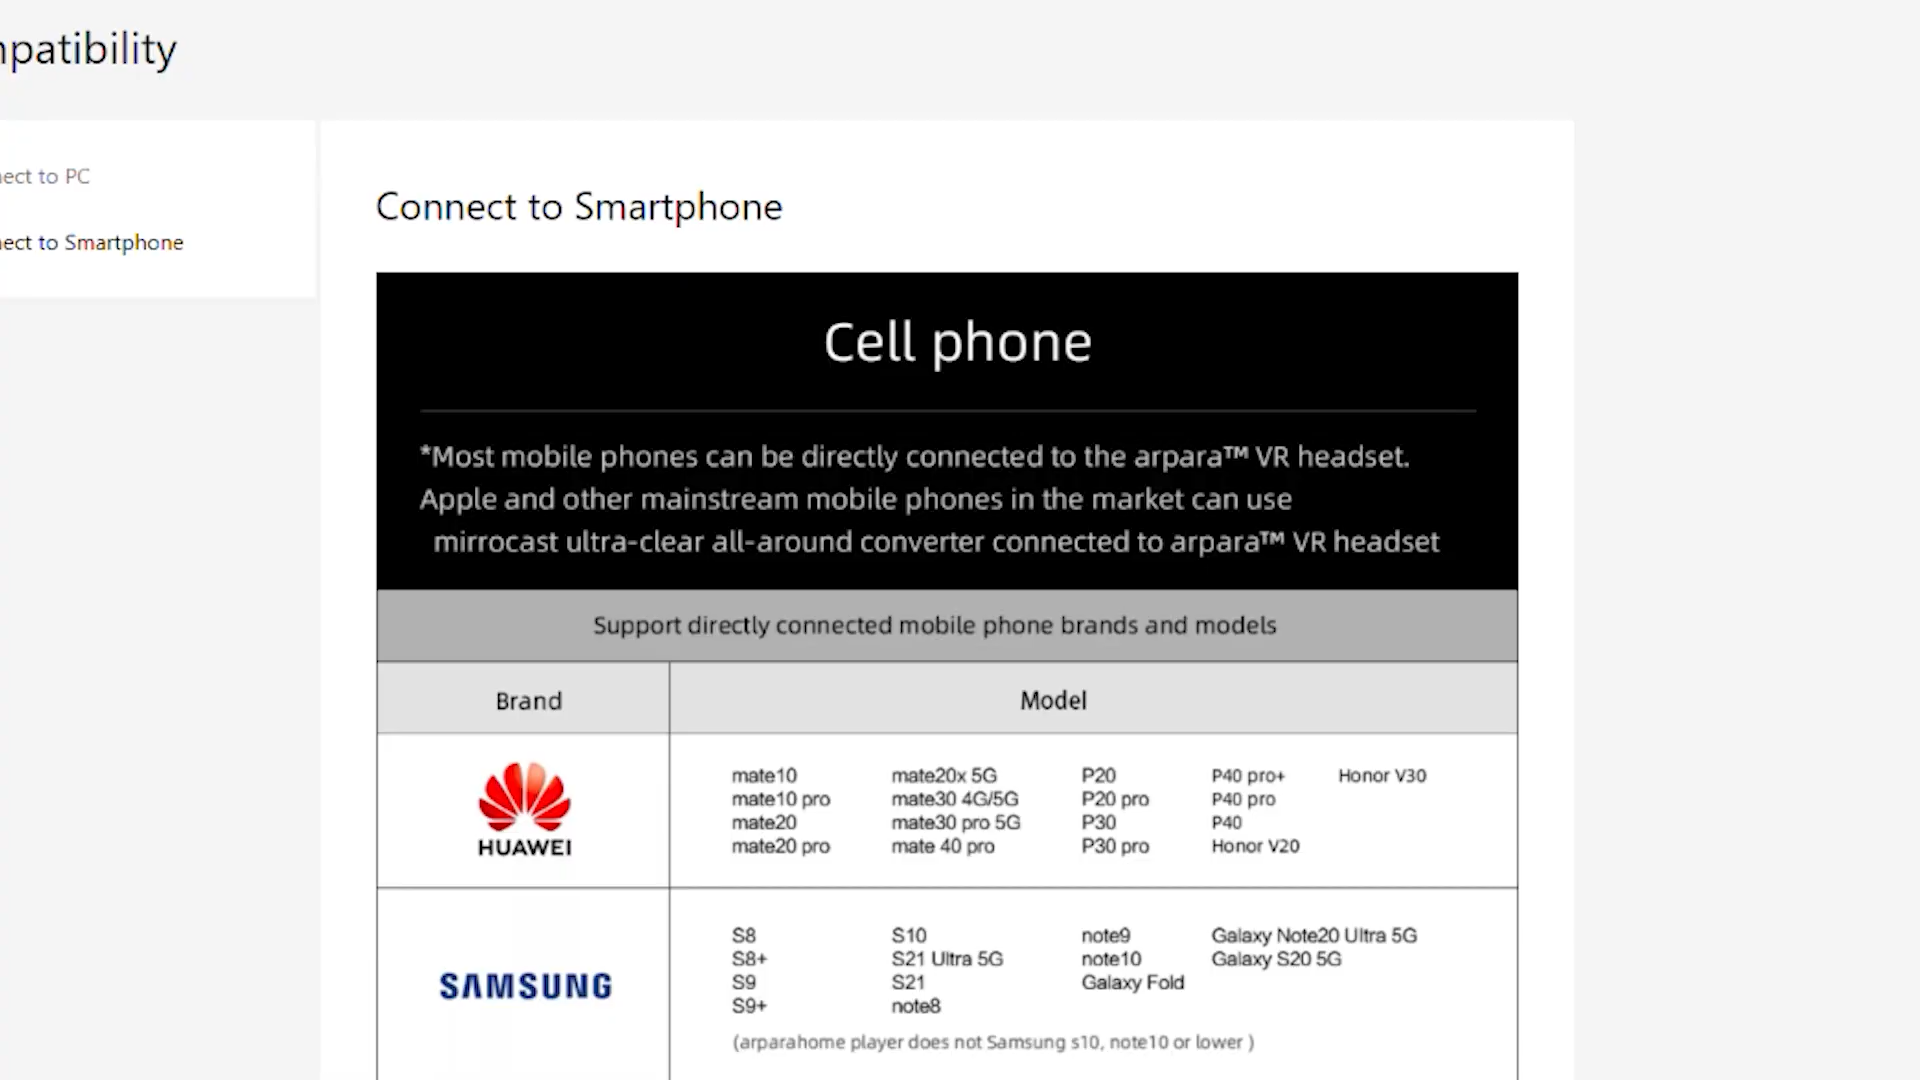 mpatibility
nect to PC
nect to Smartphone
Connect to Smartphone
Cell phone
*Most mobile phones can be directly connected to the arpara™ VR headset.
Apple and other mainstream mobile phones in the market can use
mirrocast ultra-clear all-around converter connected to arpara™ VR headset
Support directly connected mobile phone brands and models
Brand Model
HUAWEI
mate10 mate20x 5G P20 P40 pro+ Honor V30
mate10 pro mate30 4G/5G P20 pro P40 pro
mate20 mate30 pro 5G P30 P40
mate20 pro mate 40 pro P30 pro Honor V20
SAMSUNG
S8 S10 note9 Galaxy Note20 Ultra 5G
S8+ S21 Ultra 5G note10 Galaxy S20 5G
S9 S21 Galaxy Fold
S9+ note8
(arparahome player does not Samsung s10, note10 or lower )